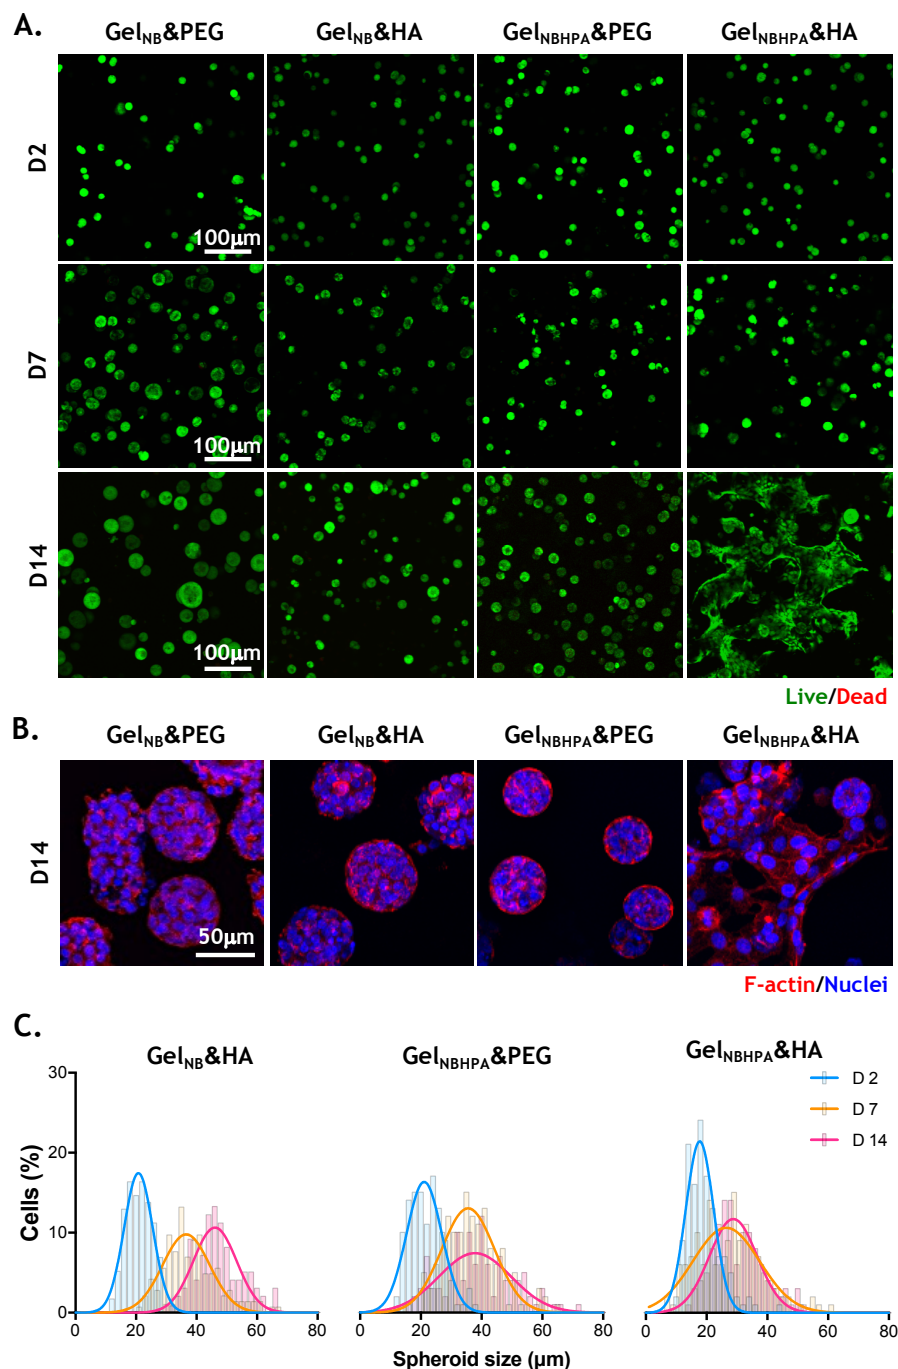 A.
GelNB&PEG GelNB&HA GelNBHPA&PEG GelNBHPA&HA
D2
100μm
D7
100μm
D14
100μm
Live/Dead
B.
GelNB&PEG GelNB&HA GelNBHPA&PEG GelNBHPA&HA
D14
50μm
F-actin/Nuclei
C.
GelNB&HA GelNBHPA&PEG GelNBHPA&HA
D 2
D 7
D 14
Cells (%)
30
20
10
0
0 20 40 60 80 0 20 40 60 80 0 20 40 60 80
Spheroid size (μm)